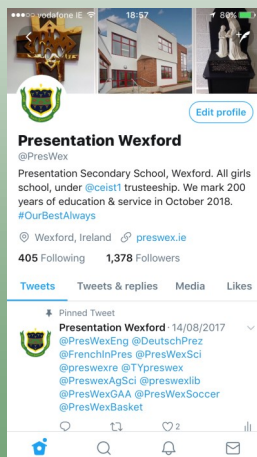 vodafone IE 18:57 80%
Edit profile
Presentation Wexford
@PresWex
Presentation Secondary School, Wexford. All girls
school, under @ceist1 trusteeship. We mark 200
years of education & service in October 2018.
#OurBestAlways
Wexford, Ireland preswex.ie
405 Following 1,378 Followers
Tweets Tweets & replies Media Likes
Pinned Tweet
Presentation Wexford · 14/08/2017
@PresWexEng @DeutschPrez
@FrenchInPres @PresWexSci
@preswexre @TYpreswex
@PreswexAgSci @preswexlib
@PresWexGAA @PresWexSoccer
@PresWexBasket
2